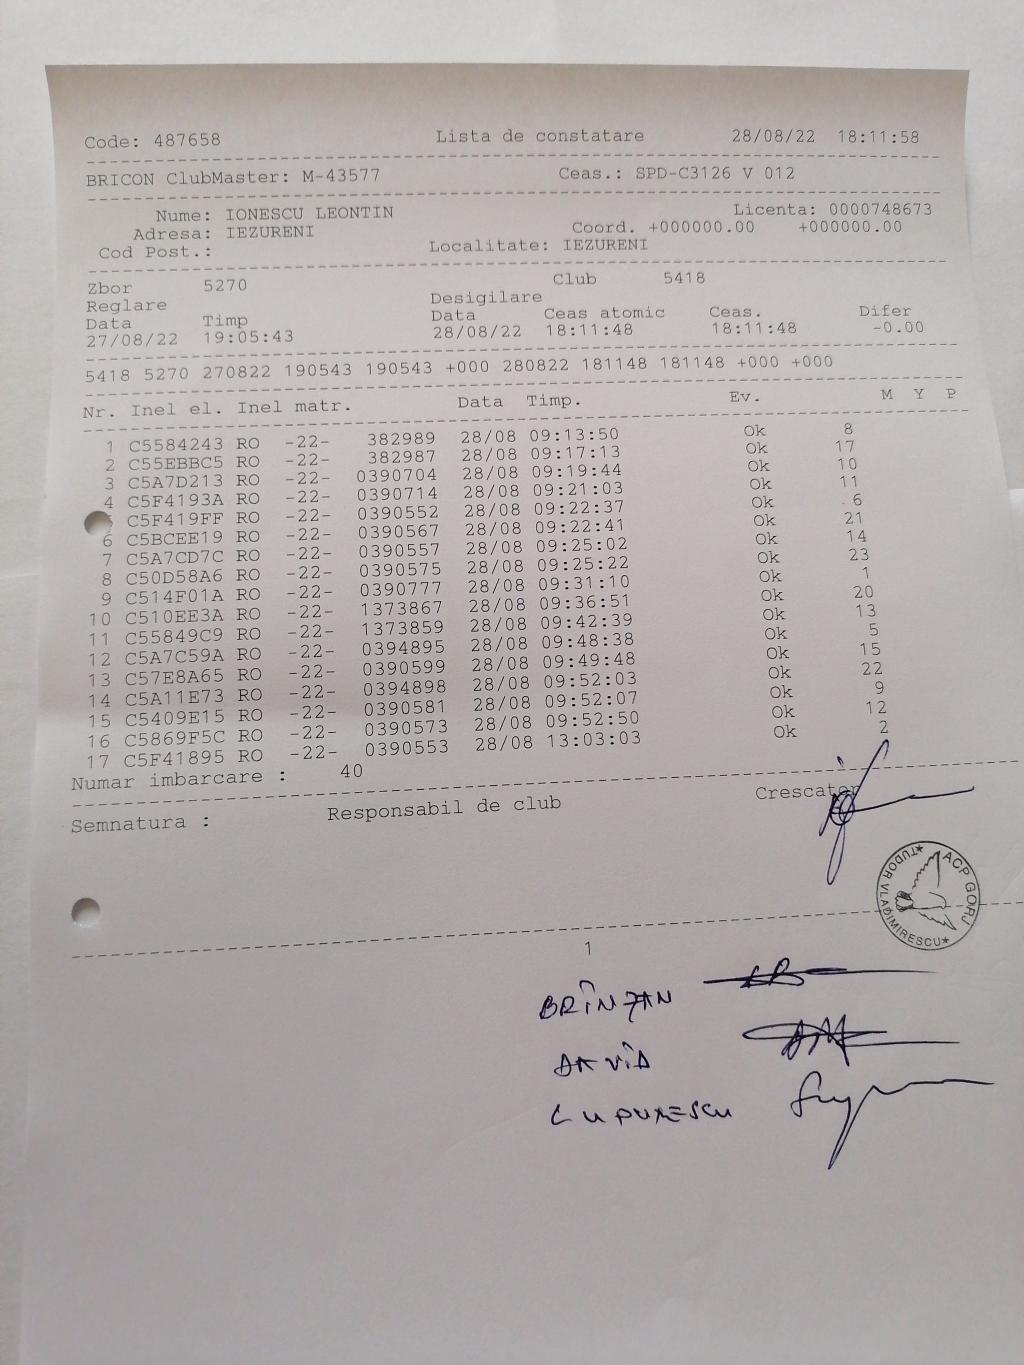 Code: 487658 Lista de constatare 28/08/22 18:11:58
BRICON ClubMaster: M-43577 Ceas.: SPD-C3126 V 012
Nume: IONESCU LEONTIN Licenta: 0000748673
Adresa: IEZURENI Coord. +000000.00 +000000.00
Cod Post.: Localitate: IEZURENI
Zbor 5270 Club 5418
Reglare Desigilare
Data Timp Data Ceas atomic Ceas. Difer
27/08/22 19:05:43 28/08/22 18:11:48 18:11:48 -0.00
5418 5270 270822 190543 190543 +000 280822 181148 181148 +000 +000
Nr. Inel el. Inel matr. Data Timp. Ev. M Y P
1 C5584243 RO -22- 382989 28/08 09:13:50 Ok 8
2 C55EBBC5 RO -22- 382987 28/08 09:17:13 Ok 17
3 C5A7D213 RO -22- 0390704 28/08 09:19:44 Ok 10
4 C5F4193A RO -22- 0390714 28/08 09:21:03 Ok 11
C5F419FF RO -22- 0390552 28/08 09:22:37 Ok 6
6 C5BCEE19 RO -22- 0390567 28/08 09:22:41 Ok 21
7 C5A7CD7C RO -22- 0390557 28/08 09:25:02 Ok 14
8 C50D58A6 RO -22- 0390575 28/08 09:25:22 Ok 23
9 C514F01A RO -22- 0390777 28/08 09:31:10 Ok 1
10 C510EE3A RO -22- 1373867 28/08 09:36:51 Ok 20
11 C55849C9 RO -22- 1373859 28/08 09:42:39 Ok 13
12 C5A7C59A RO -22- 0394895 28/08 09:48:38 Ok 5
13 C57E8A65 RO -22- 0390599 28/08 09:49:48 Ok 15
14 C5A11E73 RO -22- 0394898 28/08 09:52:03 Ok 22
15 C5409E15 RO -22- 0390581 28/08 09:52:07 Ok 9
16 C5869F5C RO -22- 0390573 28/08 09:52:50 Ok 12
17 C5F41895 RO -22- 0390553 28/08 13:03:03 Ok 2
Numar imbarcare : 40
Semnatura : Responsabil de club Crescator
ACP GORJ
TUDOR VLADIMIRESCU
1
BRÎNZAN
DAVID
LUPULESCU